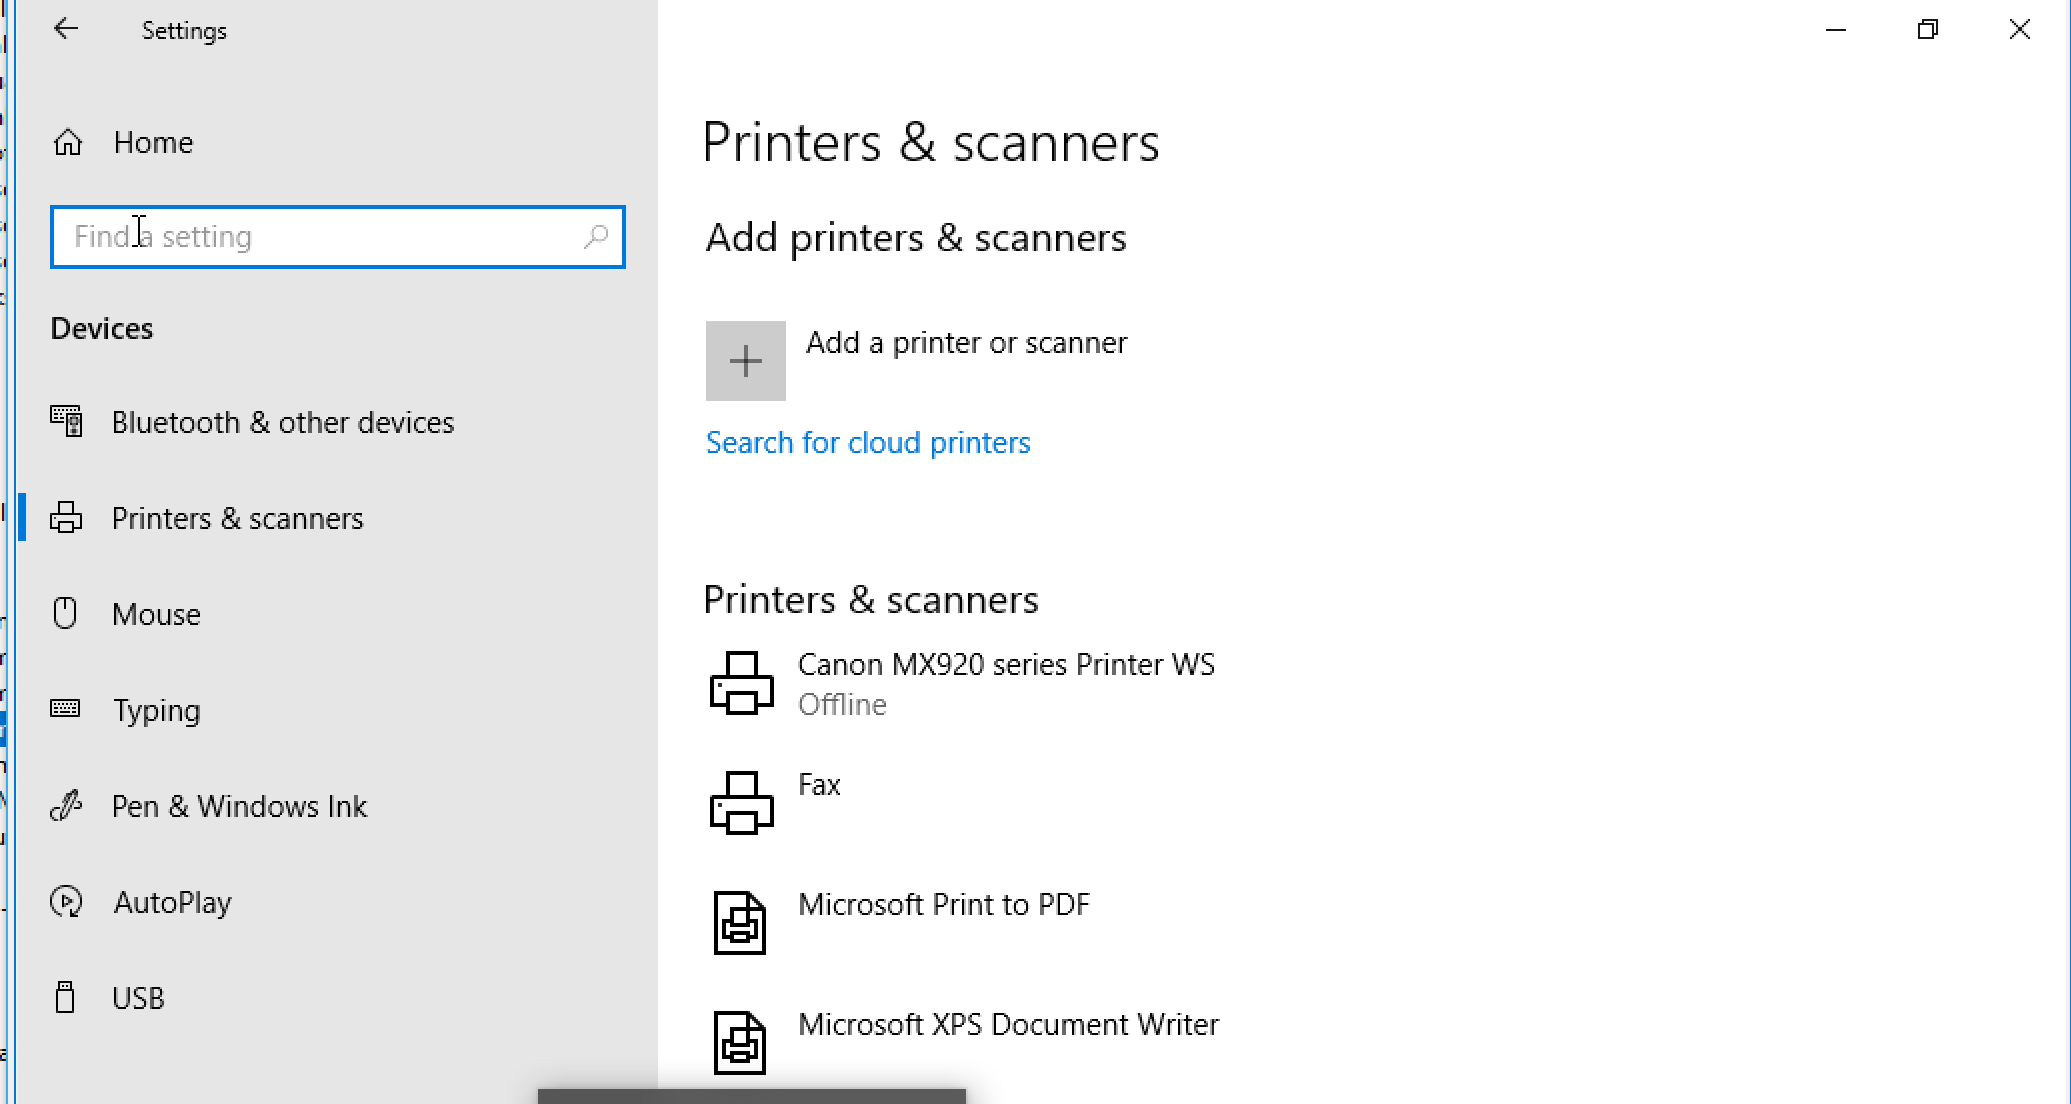 Settings
Home
Find a setting
Devices
Bluetooth & other devices
Printers & scanners
Mouse
Typing
Pen & Windows Ink
AutoPlay
USB
Printers & scanners
Add printers & scanners
Add a printer or scanner
Search for cloud printers
Printers & scanners
Canon MX920 series Printer WS
Offline
Fax
Microsoft Print to PDF
Microsoft XPS Document Writer